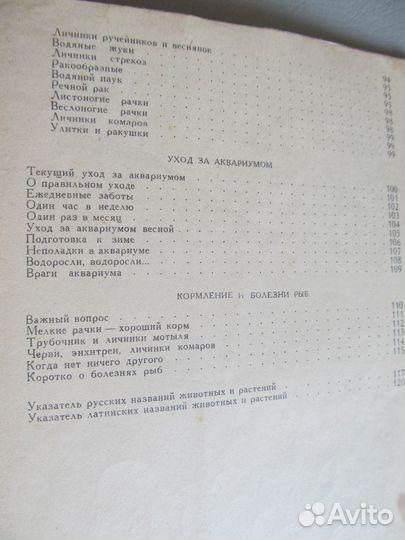 Личинки ручейников и веснянок
Водяные жуки
Личинки стрекоз 94
Ракообразные 95
Водяной паук 95
Речной рак
Листоногие рачки 98
Веслоногие рачки 98
Личинки комаров 99
Улитки и ракушки 99
УХОД ЗА АКВАРИУМОМ
Текущий уход за аквариумом 100
О правильном уходе 101
Ежедневные заботы 102
Один час в неделю 103
Один раз в месяц 104
Уход за аквариумом весной 105
Подготовка к зиме 106
Неполадки в аквариуме 107
Водоросли, водоросли... 108
Враги аквариума 109
КОРМЛЕНИЕ и БОЛЕЗНИ РЫБ
Важный вопрос 110
Мелкие рачки — хороший корм 111
Трубочник и личинки мотыля 112
Черви, энхитреи, личинки комаров 113
Когда нет ничего другого 114
Коротко о болезнях рыб 115
Указатель русских названий животных и растений 117
Указатель латинских названий животных и растений 120
Avito